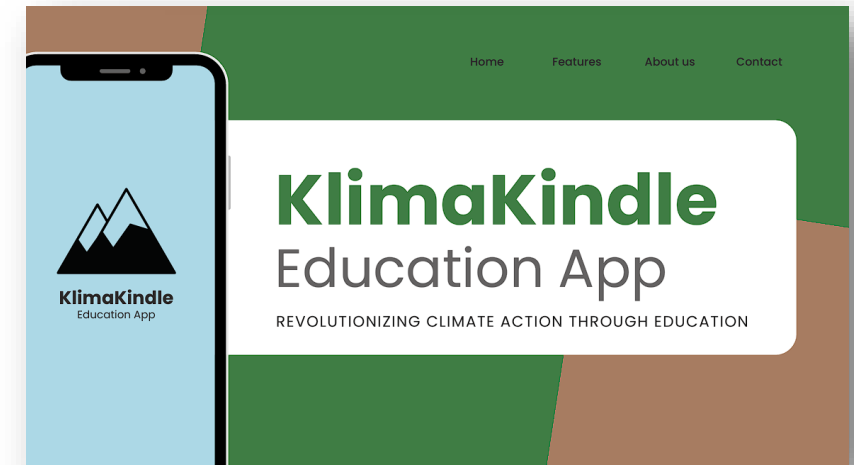 Home Features About us Contact
KlimaKindle
Education App
REVOLUTIONIZING CLIMATE ACTION THROUGH EDUCATION
KlimaKindle
Education App